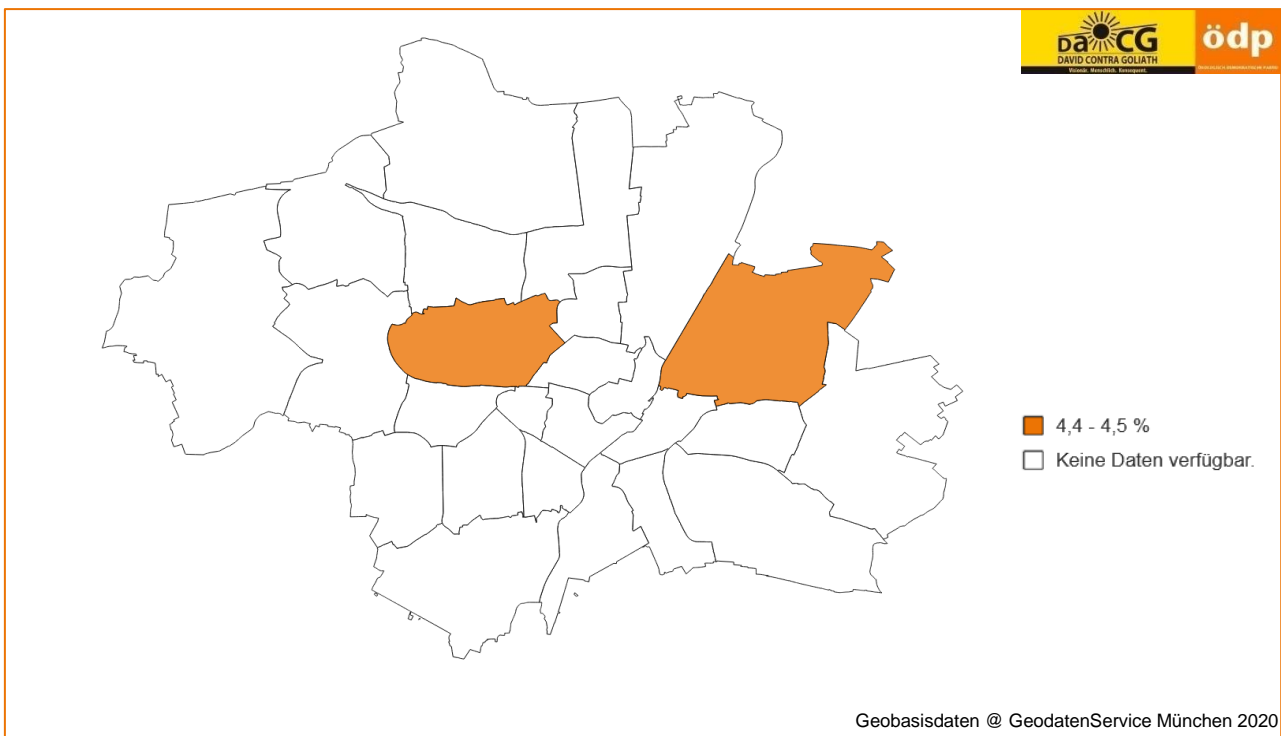 Da CG
DAVID CONTRA GOLIATH
Visionär. Menschlich. Konsequent.
ödp
4,4 - 4,5 %
Keine Daten verfügbar.
Geobasisdaten @ GeodatenService München 2020